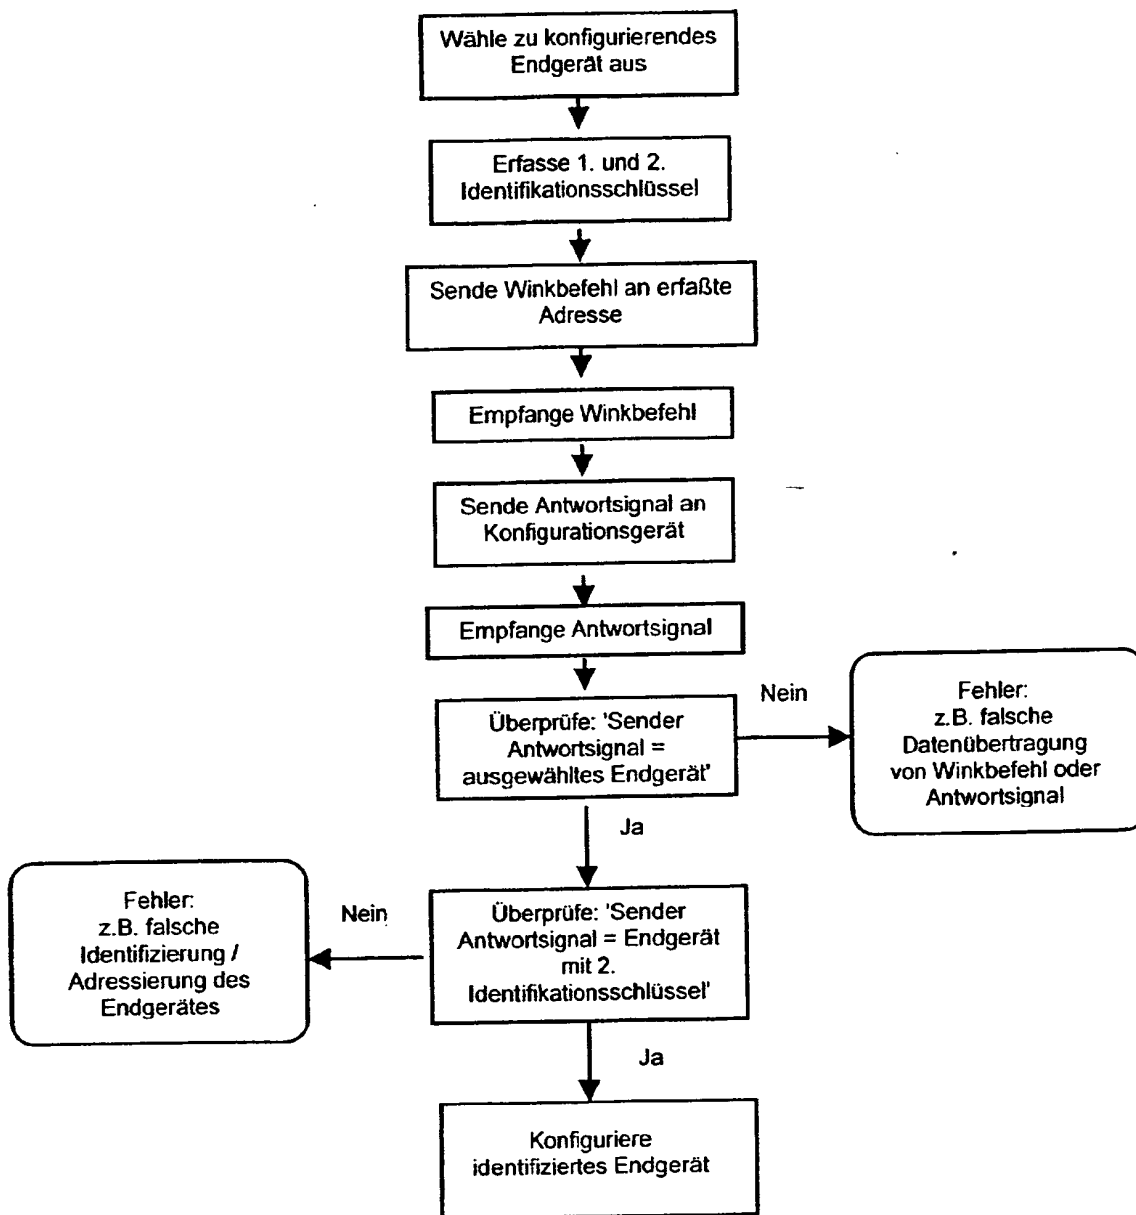 Wähle zu konfigurierendes
Endgerät aus
Erfasse 1. und 2.
Identifikationsschlüssel
Sende Winkbefehl an erfaßte
Adresse
Empfange Winkbefehl
Sende Antwortsignal an
Konfigurationsgerät
Empfange Antwortsignal
Überprüfe: 'Sender
Antwortsignal =
ausgewähltes Endgerät'
Nein
Fehler:
z.B. falsche
Datenübertragung
von Winkbefehl oder
Antwortsignal
Ja
Überprüfe: 'Sender
Antwortsignal = Endgerät
mit 2.
Identifikationsschlüssel'
Nein
Fehler:
z.B. falsche
Identifizierung /
Adressierung des
Endgerätes
Ja
Konfiguriere
identifiziertes Endgerät